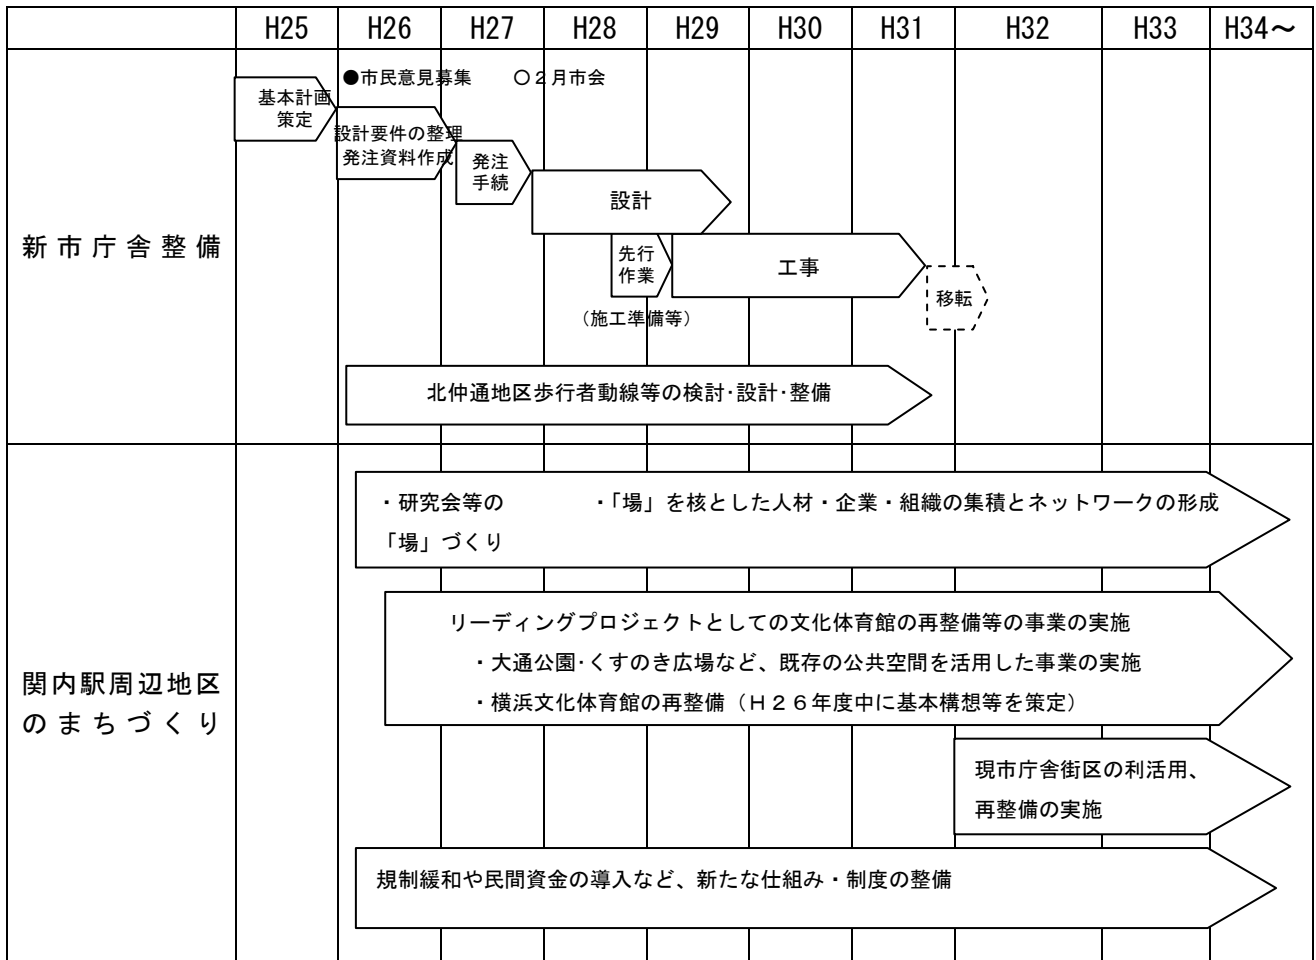 H25 H26 H27 H28 H29 H30 H31 H32 H33 H34～
新市庁舎整備
●市民意見募集 ○２月市会
基本計画
策定
設計要件の整理
発注資料作成
発注
手続
設計
先行
作業
（施工準備等）
工事
移転
北仲通地区歩行者動線等の検討･設計･整備
関内駅周辺地区
のまちづくり
・研究会等の
「場」づくり
・「場」を核とした人材・企業・組織の集積とネットワークの形成
リーディングプロジェクトとしての文化体育館の再整備等の事業の実施
・大通公園･くすのき広場など、既存の公共空間を活用した事業の実施
・横浜文化体育館の再整備（Ｈ２６年度中に基本構想等を策定）
現市庁舎街区の利活用、
再整備の実施
規制緩和や民間資金の導入など、新たな仕組み・制度の整備